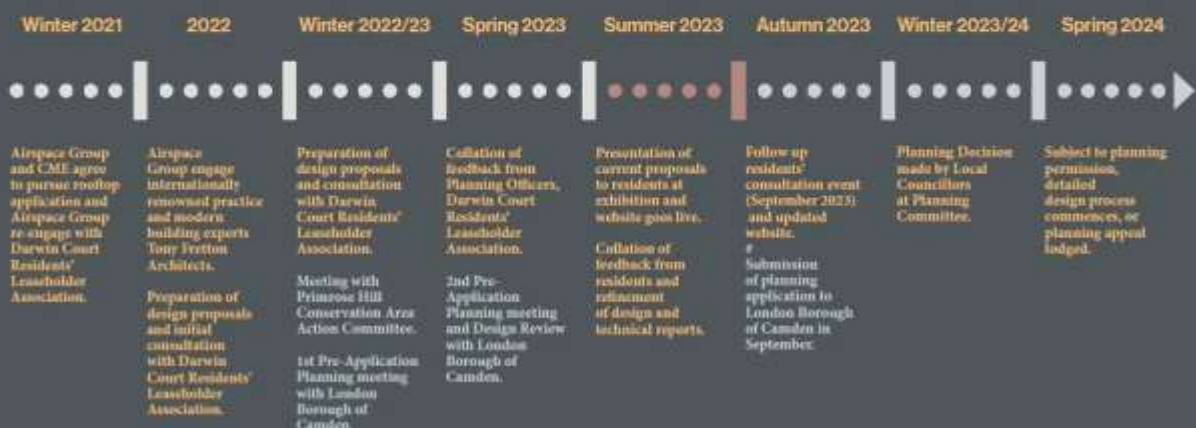 Winter 2021
2022
Winter 2022/23
Spring 2023
Summer 2023
Autumn 2023
Winter 2023/24
Spring 2024
Airspace Group
and CME agree
to pursue rooftop
application and
Airspace Group
re engage with
Darwin Court
Residents'
Leaseholder
Association.
Airspace
Group engage
internationally
renowned practice
and modern
building experts
Tony Fretton
Architects.
Preparation of
design proposals
and initial
consultation
with Darwin
Court Residents'
Leaseholder
Association.
Preparation of
design proposals
and consultation
with Darwin
Court Residents'
Leaseholder
Association.
Meeting with
Primrose Hill
Conservation Area
Action Committee.
1st Pre-Application
Planning meeting
with London
Borough of
Camden
Collation of
feedback from
Planning Officers,
Darwin Court
Residents'
Leaseholder
Association.
2nd Pre-
Application
Planning meeting
and Design Review
with London
Borough of
Camden.
Presentation of
current proposals
to residents at
exhibition and
website goes live.
Collation of
feedback from
residents and
refinement
of design and
technical reports.
Follow up
residents'
consultation event
(September 2023)
and updated
website.
e
Submission
of planning
application to
London Borough
of Camden in
September.
Planning Decision
made by Local
Councillors
at Planning
Committee.
Subject to planning
permission,
detailed
design process
commences, or
planning appeal
lodged.